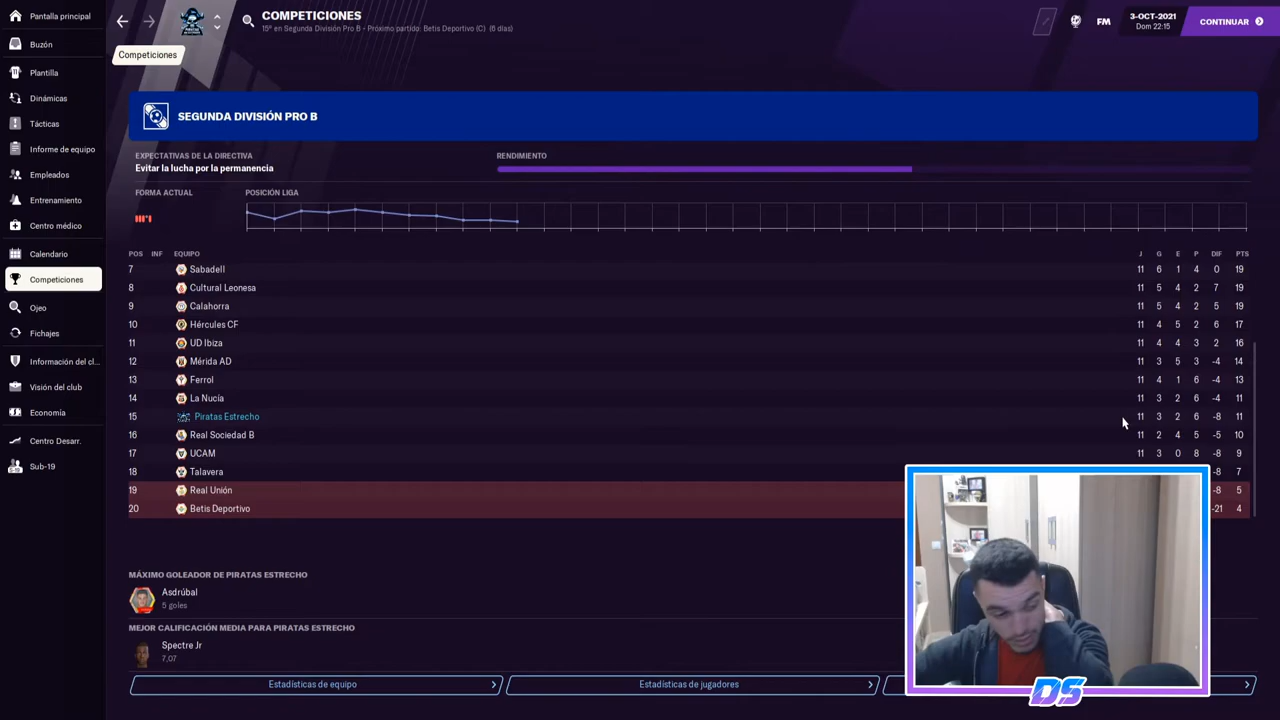 Pantalla principal
Buzón
Plantilla
Dinámicas
Tácticas
Informe de equipo
Empleados
Entrenamiento
Centro médico
Calendario
Competiciones
Ojeo
Fichajes
Información del cl...
Visión del club
Economía
Centro Desarr.
Sub-19
COMPETICIONES
15º en Segunda División Pro B - Próximo partido: Betis Deportivo (C) (6 días)
FM
3-OCT-2021
Dom 22:15
CONTINUAR
Competiciones
SEGUNDA DIVISIÓN PRO B
EXPECTATIVAS DE LA DIRECTIVA
Evitar la lucha por la permanencia
RENDIMIENTO
FORMA ACTUAL
POSICIÓN LIGA
POS INF EQUIPO J G E P DIF PTS
7 Sabadell 11 6 1 4 0 19
8 Cultural Leonesa 11 5 4 2 7 19
9 Calahorra 11 5 4 2 5 19
10 Hércules CF 11 4 5 2 6 17
11 UD Ibiza 11 4 4 3 2 16
12 Mérida AD 11 3 5 3 -4 14
13 Ferrol 11 4 1 6 -4 13
14 La Nucía 11 3 2 6 -4 11
15 Piratas Estrecho 11 3 2 6 -8 11
16 Real Sociedad B 11 2 4 5 -5 10
17 UCAM 11 3 0 8 -8 9
18 Talavera -8 7
19 Real Unión -8 5
20 Betis Deportivo -21 4
MÁXIMO GOLEADOR DE PIRATAS ESTRECHO
Asdrúbal
5 goles
MEJOR CALIFICACIÓN MEDIA PARA PIRATAS ESTRECHO
Spectre Jr
7,07
Estadísticas de equipo
Estadísticas de jugadores
DS